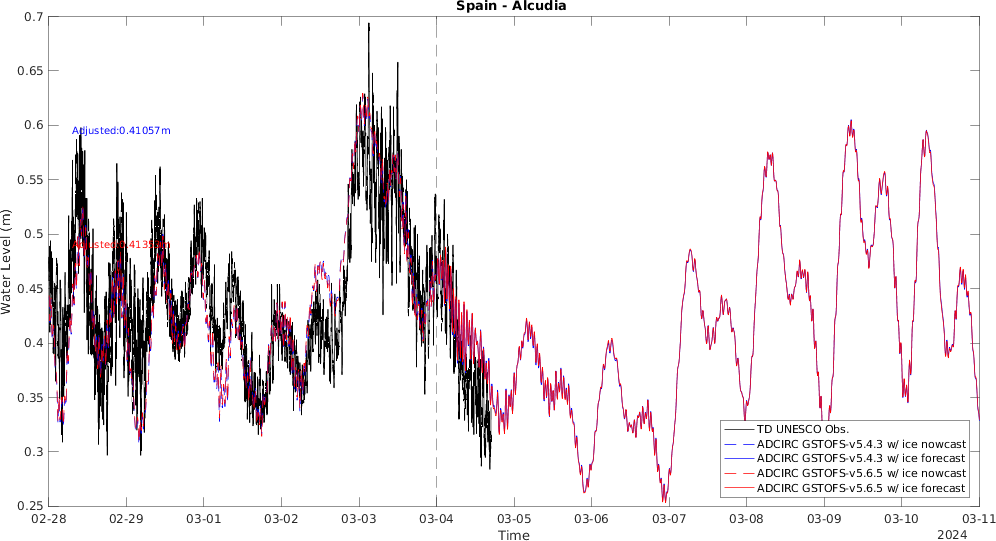 Spain - Alcudia
0.7
0.65
0.6
0.55
0.5
0.45
0.4
0.35
0.3
0.25
Water Level (m)
Adjusted:0.41057m
TD UNESCO Obs.
ADCIRC GSTOFS-v5.4.3 w/ ice nowcast
ADCIRC GSTOFS-v5.4.3 w/ ice forecast
ADCIRC GSTOFS-v5.6.5 w/ ice nowcast
ADCIRC GSTOFS-v5.6.5 w/ ice forecast
02-28 02-29 03-01 03-02 03-03 03-04 03-05 03-06 03-07 03-08 03-09 03-10 03-11
Time
2024